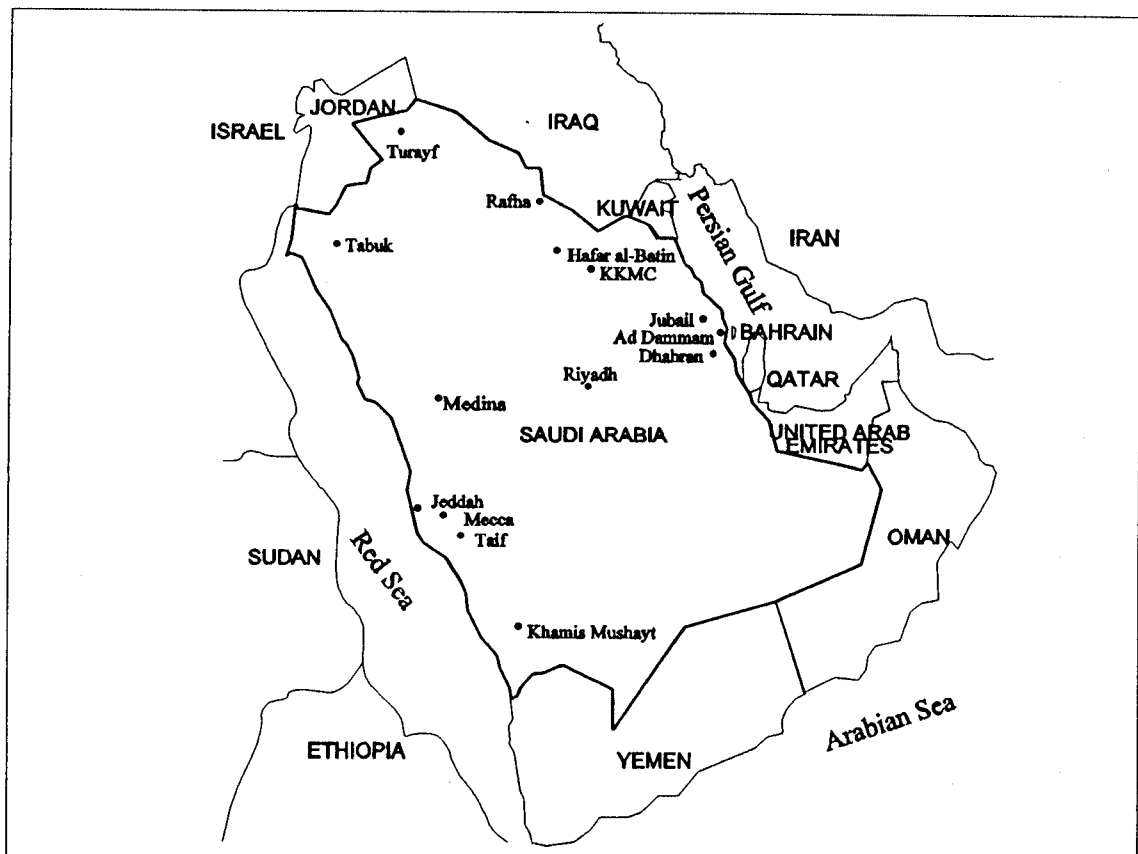 JORDAN
ISRAEL
IRAQ
Turayf
Rafha
KUWAIT
Persian Gulf
IRAN
Tabuk
Hafar al-Batin
KKMC
Jubail
Ad Dammam
BAHRAIN
Dhahran
Riyadh
QATAR
Medina
SAUDI ARABIA
UNITED ARAB
EMIRATES
Jeddah
Mecca
Taif
OMAN
SUDAN
Red Sea
Khamis Mushayt
Arabian Sea
ETHIOPIA
YEMEN